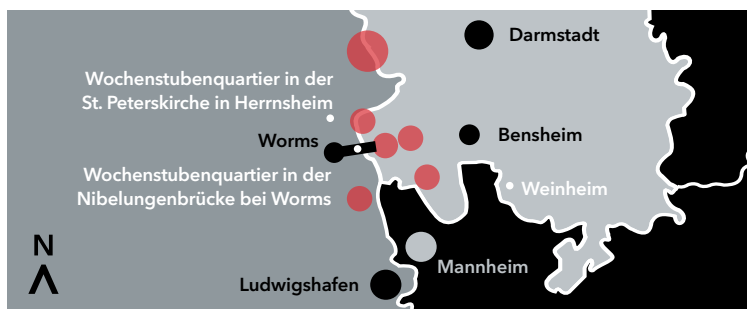 Darmstadt
Wochenstubenquartier in der
St. Peterskirche in Herrnsheim
Worms
Bensheim
Wochenstubenquartier in der
Nibelungenbrücke bei Worms
Weinheim
N
Mannheim
Ludwigshafen